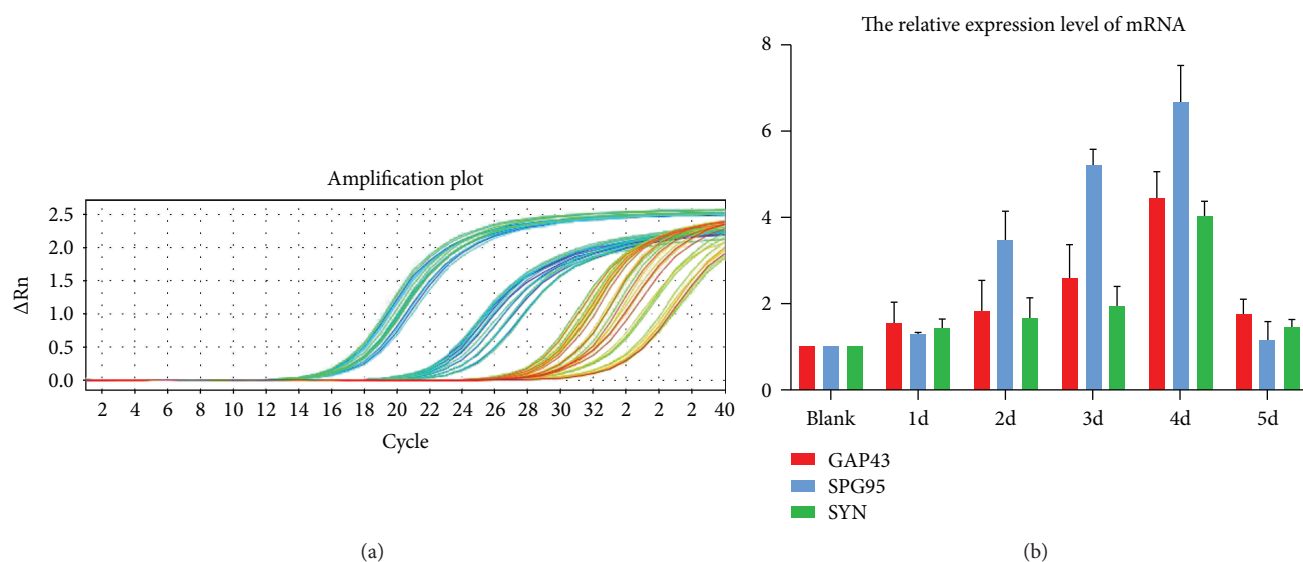 Amplification plot
ΔRn
2.5
2.0
1.5
1.0
0.5
0.0
2 4 6 8 10 12 14 16 18 20 22 24 26 28 30 32 2 2 2 40
Cycle
(a)
The relative expression level of mRNA
8
6
4
2
0
Blank 1d 2d 3d 4d 5d
GAP43
SPG95
SYN
(b)